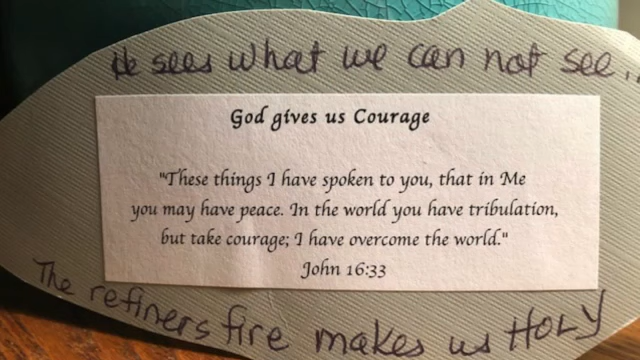 He sees what we can not see...
God gives us Courage
"These things I have spoken to you, that in Me
you may have peace. In the world you have tribulation,
but take courage; I have overcome the world."
John 16:33
The refiners fire makes us HOLY